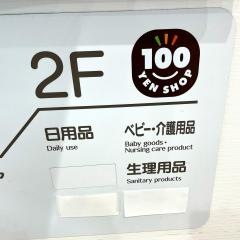 2F
100
YEN SHOP
日用品
Daily use
ベビー・介護用品
Baby goods・
Nursing care product
生理用品
Sanitary products